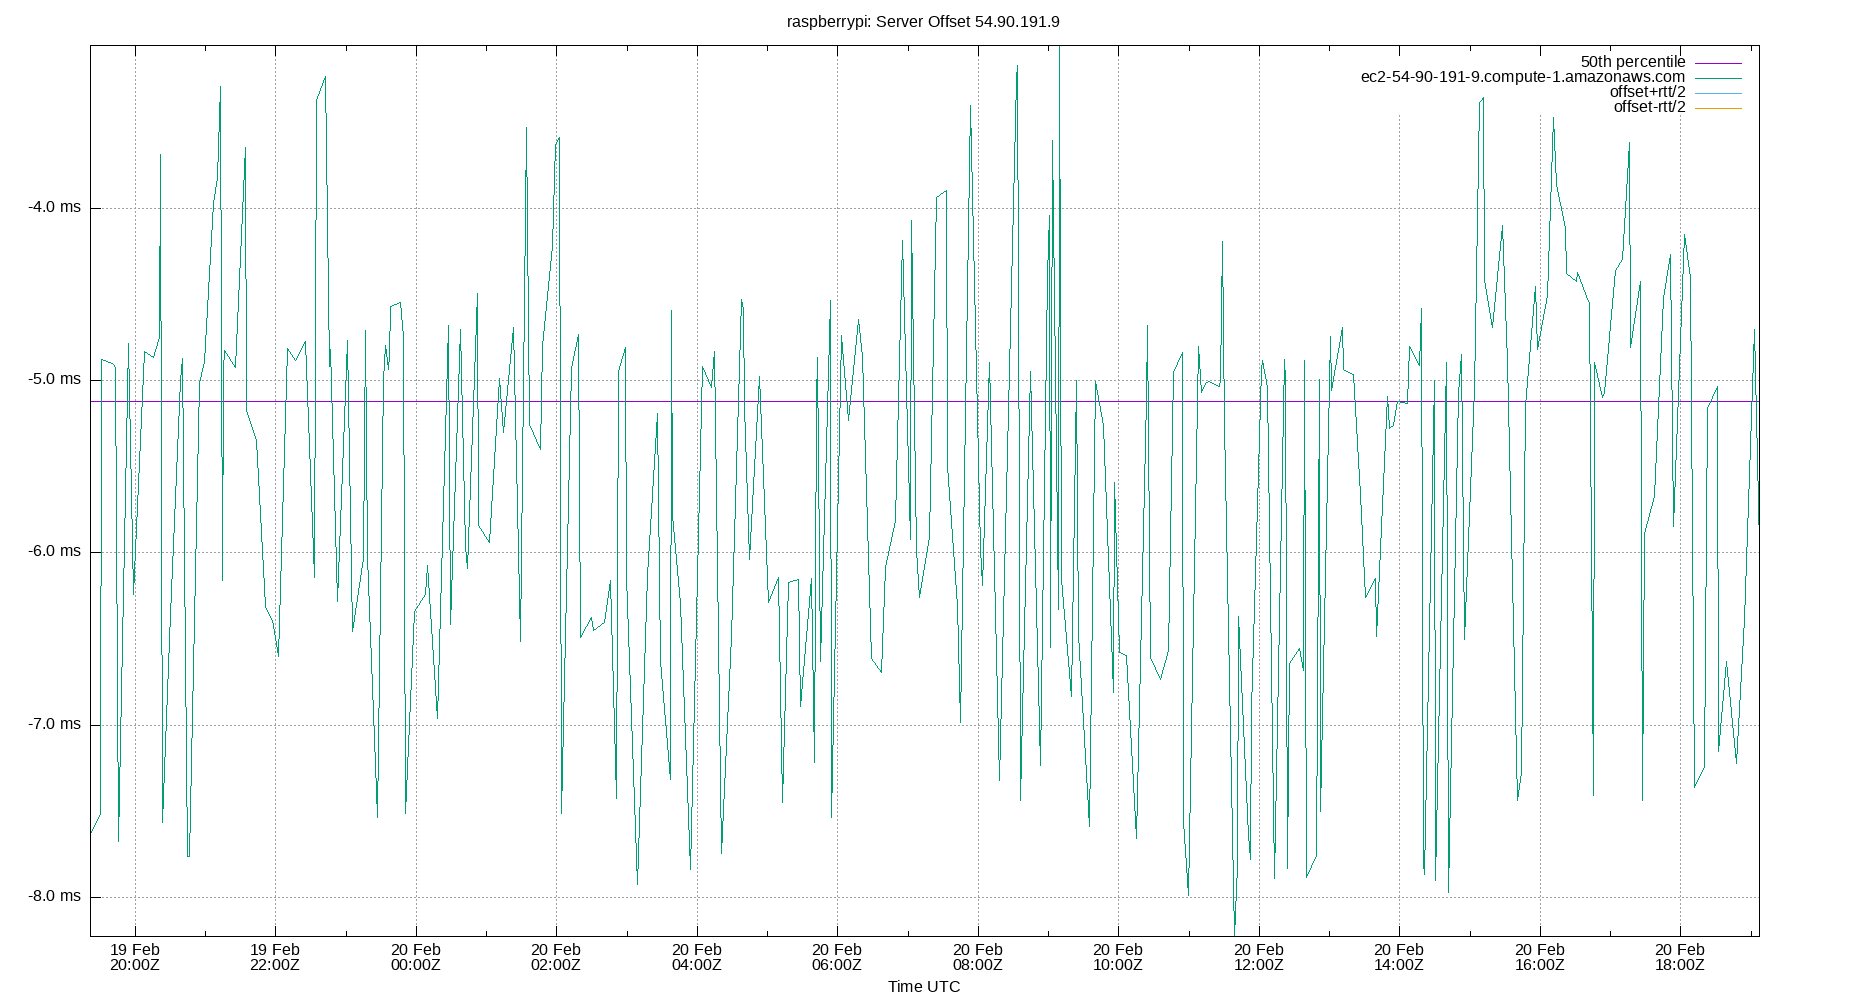 raspberrypi: Server Offset 54.90.191.9
50th percentile
ec2-54-90-191-9.compute-1.amazonaws.com
offset+rtt/2
offset-rtt/2
-4.0 ms
-5.0 ms
-6.0 ms
-7.0 ms
-8.0 ms
19 Feb 19 Feb 20 Feb 20 Feb 20 Feb 20 Feb 20 Feb 20 Feb 20 Feb 20 Feb 20 Feb 20 Feb
20:00Z 22:00Z 00:00Z 02:00Z 04:00Z 06:00Z 08:00Z 10:00Z 12:00Z 14:00Z 16:00Z 18:00Z
Time UTC